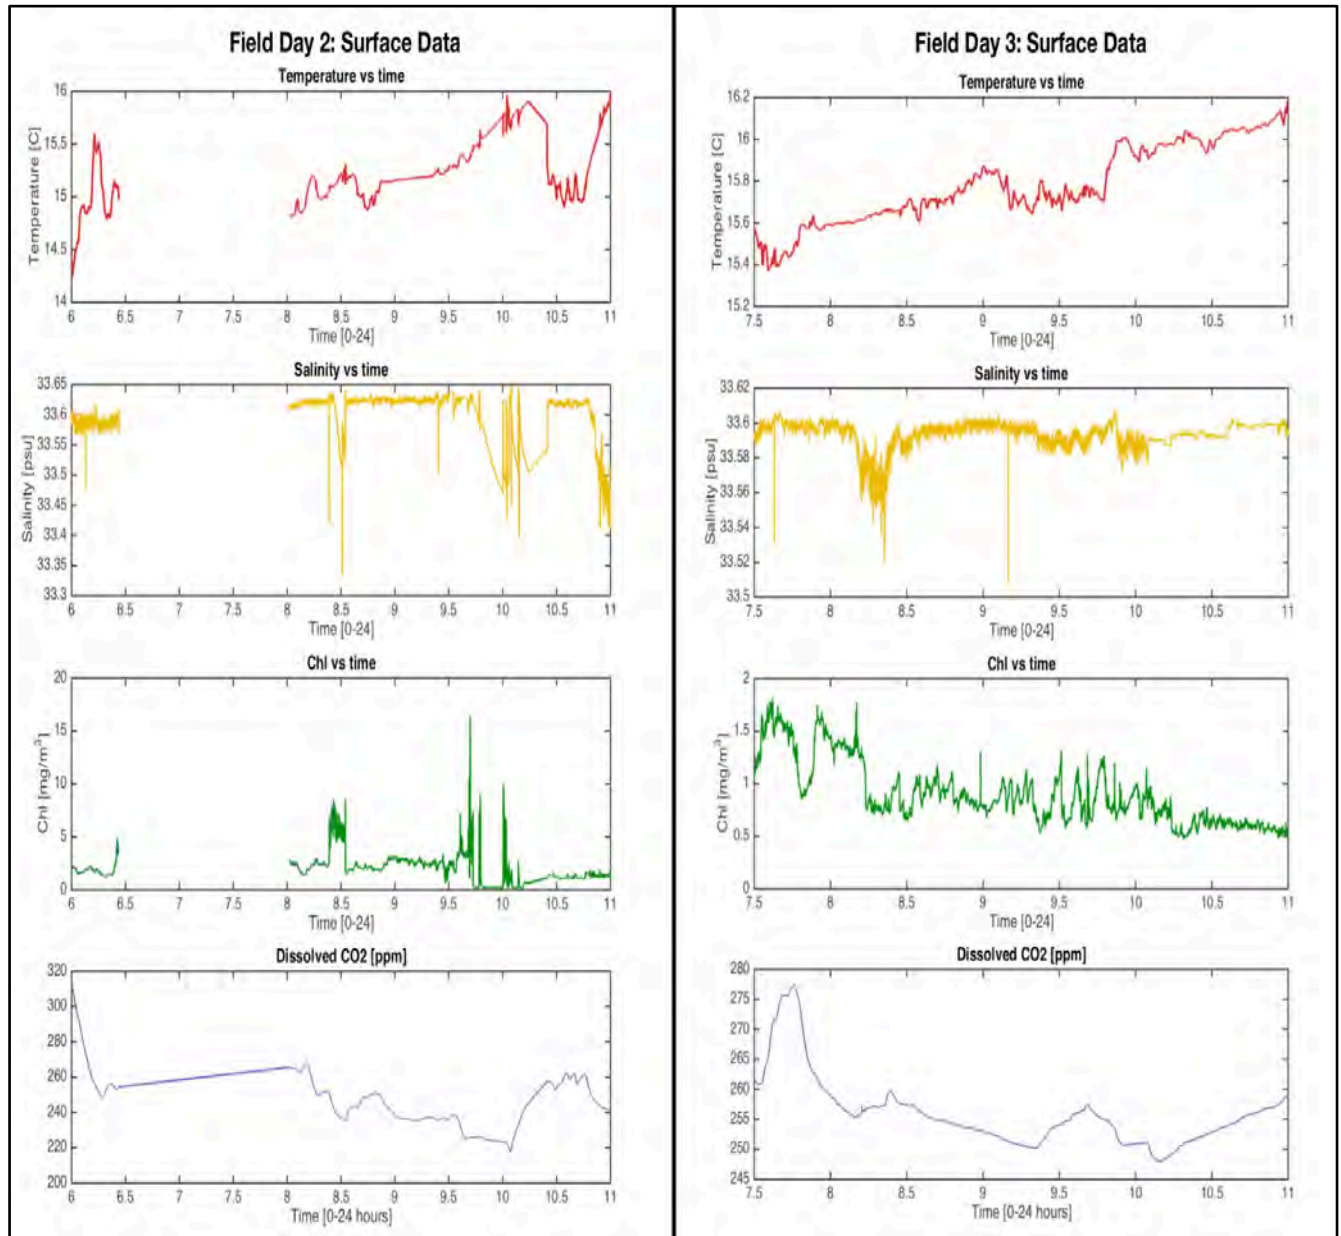 Field Day 2: Surface Data
Temperature vs time
16
15.5
15
14.5
14
Temperature [C]
6 6.5 7 7.5 8 8.5 9 9.5 10 10.5 11
Time [0-24]
Salinity vs time
33.65
33.6
33.55
33.5
33.45
33.4
33.35
33.3
Salinity [psu]
6 6.5 7 7.5 8 8.5 9 9.5 10 10.5 11
Time [0-24]
Chl vs time
20
15
10
5
0
Chl [mg/m³]
6 6.5 7 7.5 8 8.5 9 9.5 10 10.5 11
Time [0-24]
Dissolved CO2 [ppm]
320
300
280
260
240
220
200
6 6.5 7 7.5 8 8.5 9 9.5 10 10.5 11
Time [0-24 hours]
Field Day 3: Surface Data
Temperature vs time
16.2
16
15.8
15.6
15.4
15.2
Temperature [C]
7.5 8 8.5 9 9.5 10 10.5 11
Time [0-24]
Salinity vs time
33.62
33.6
33.58
33.56
33.54
33.52
33.5
Salinity [psu]
7.5 8 8.5 9 9.5 10 10.5 11
Time [0-24]
Chl vs time
2
1.5
1
0.5
0
Chl [mg/m³]
7.5 8 8.5 9 9.5 10 10.5 11
Time [0-24]
Dissolved CO2 [ppm]
280
275
270
265
260
255
250
245
7.5 8 8.5 9 9.5 10 10.5 11
Time [0-24 hours]